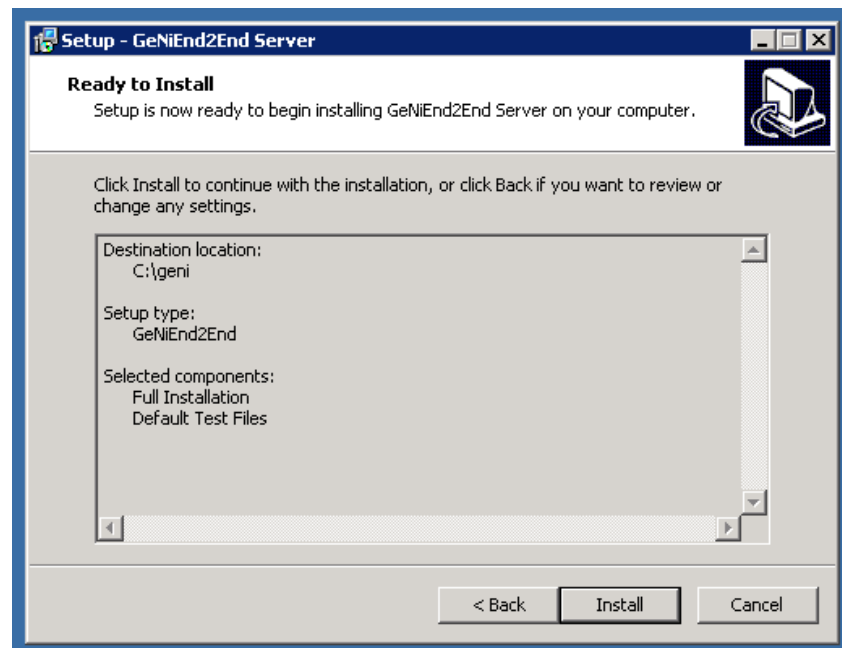 Setup - GeNiEnd2End Server
Ready to Install
Setup is now ready to begin installing GeNiEnd2End Server on your computer.
Click Install to continue with the installation, or click Back if you want to review or
change any settings.
Destination location:
C:\geni
Setup type:
GeNiEnd2End
Selected components:
Full Installation
Default Test Files
< Back
Install
Cancel